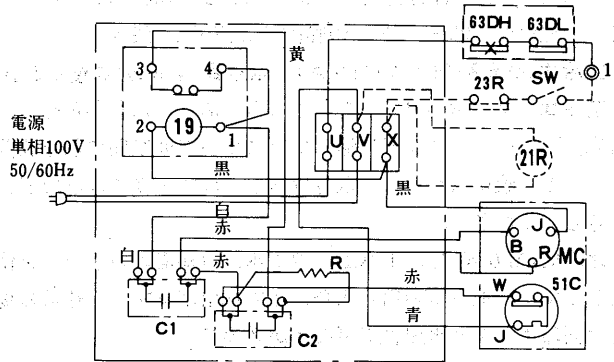 63DH 63DL
1
23R SW
黄
3 4
2 19 1
黒
電源
単相100V
50/60Hz
U V X
21R
黒
白
赤
白
赤
R
赤
青
C1
C2
J
B R
MC
51C
W
J